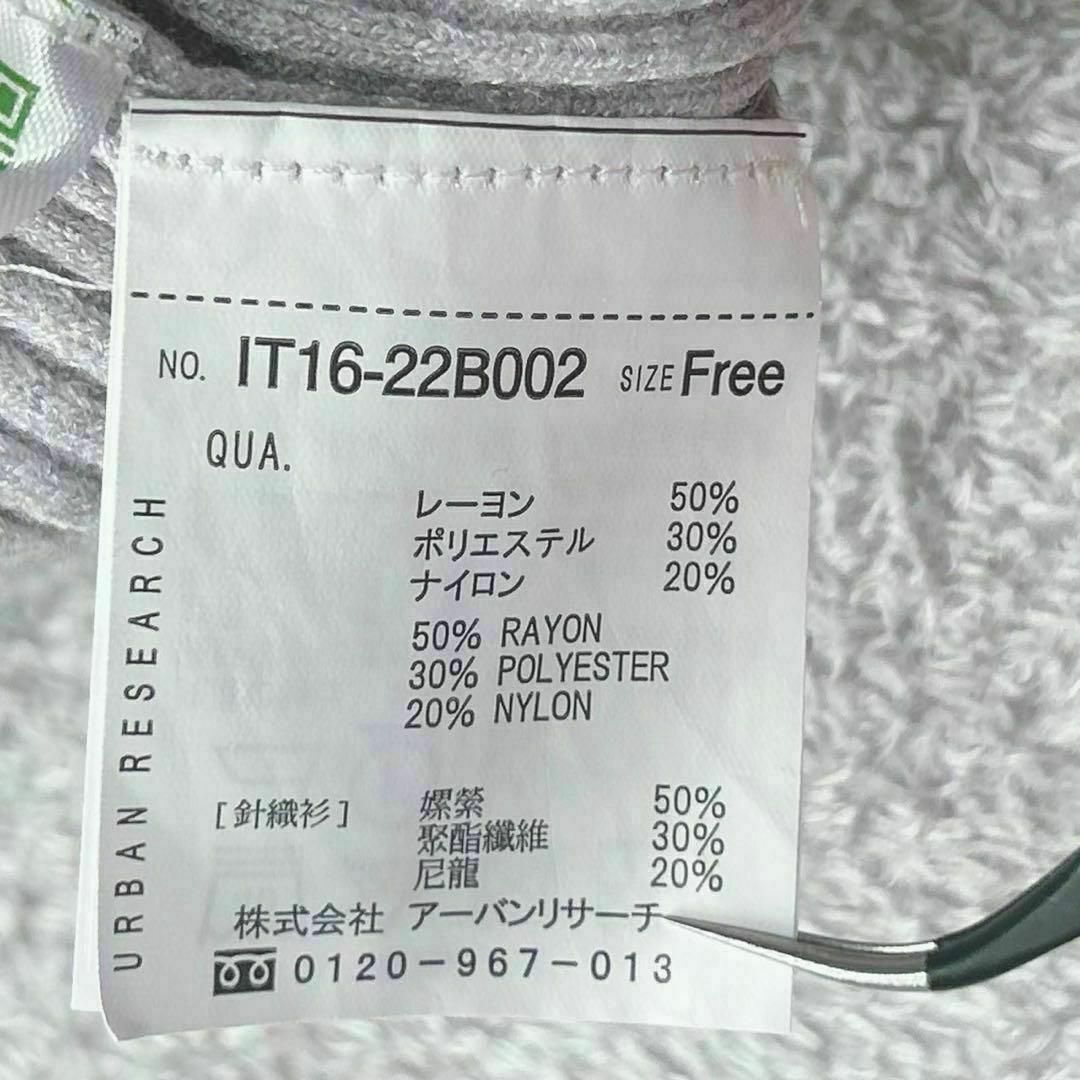 NO. IT16-22B002 SIZE Free
QUA.
レーヨン 50%
ポリエステル 30%
ナイロン 20%
50% RAYON
30% POLYESTER
20% NYLON
[針織衫] 嫘縈 50%
聚酯纖維 30%
尼龍 20%
株式会社 アーバンリサーチ
0120-967-013
URBAN RESEARCH